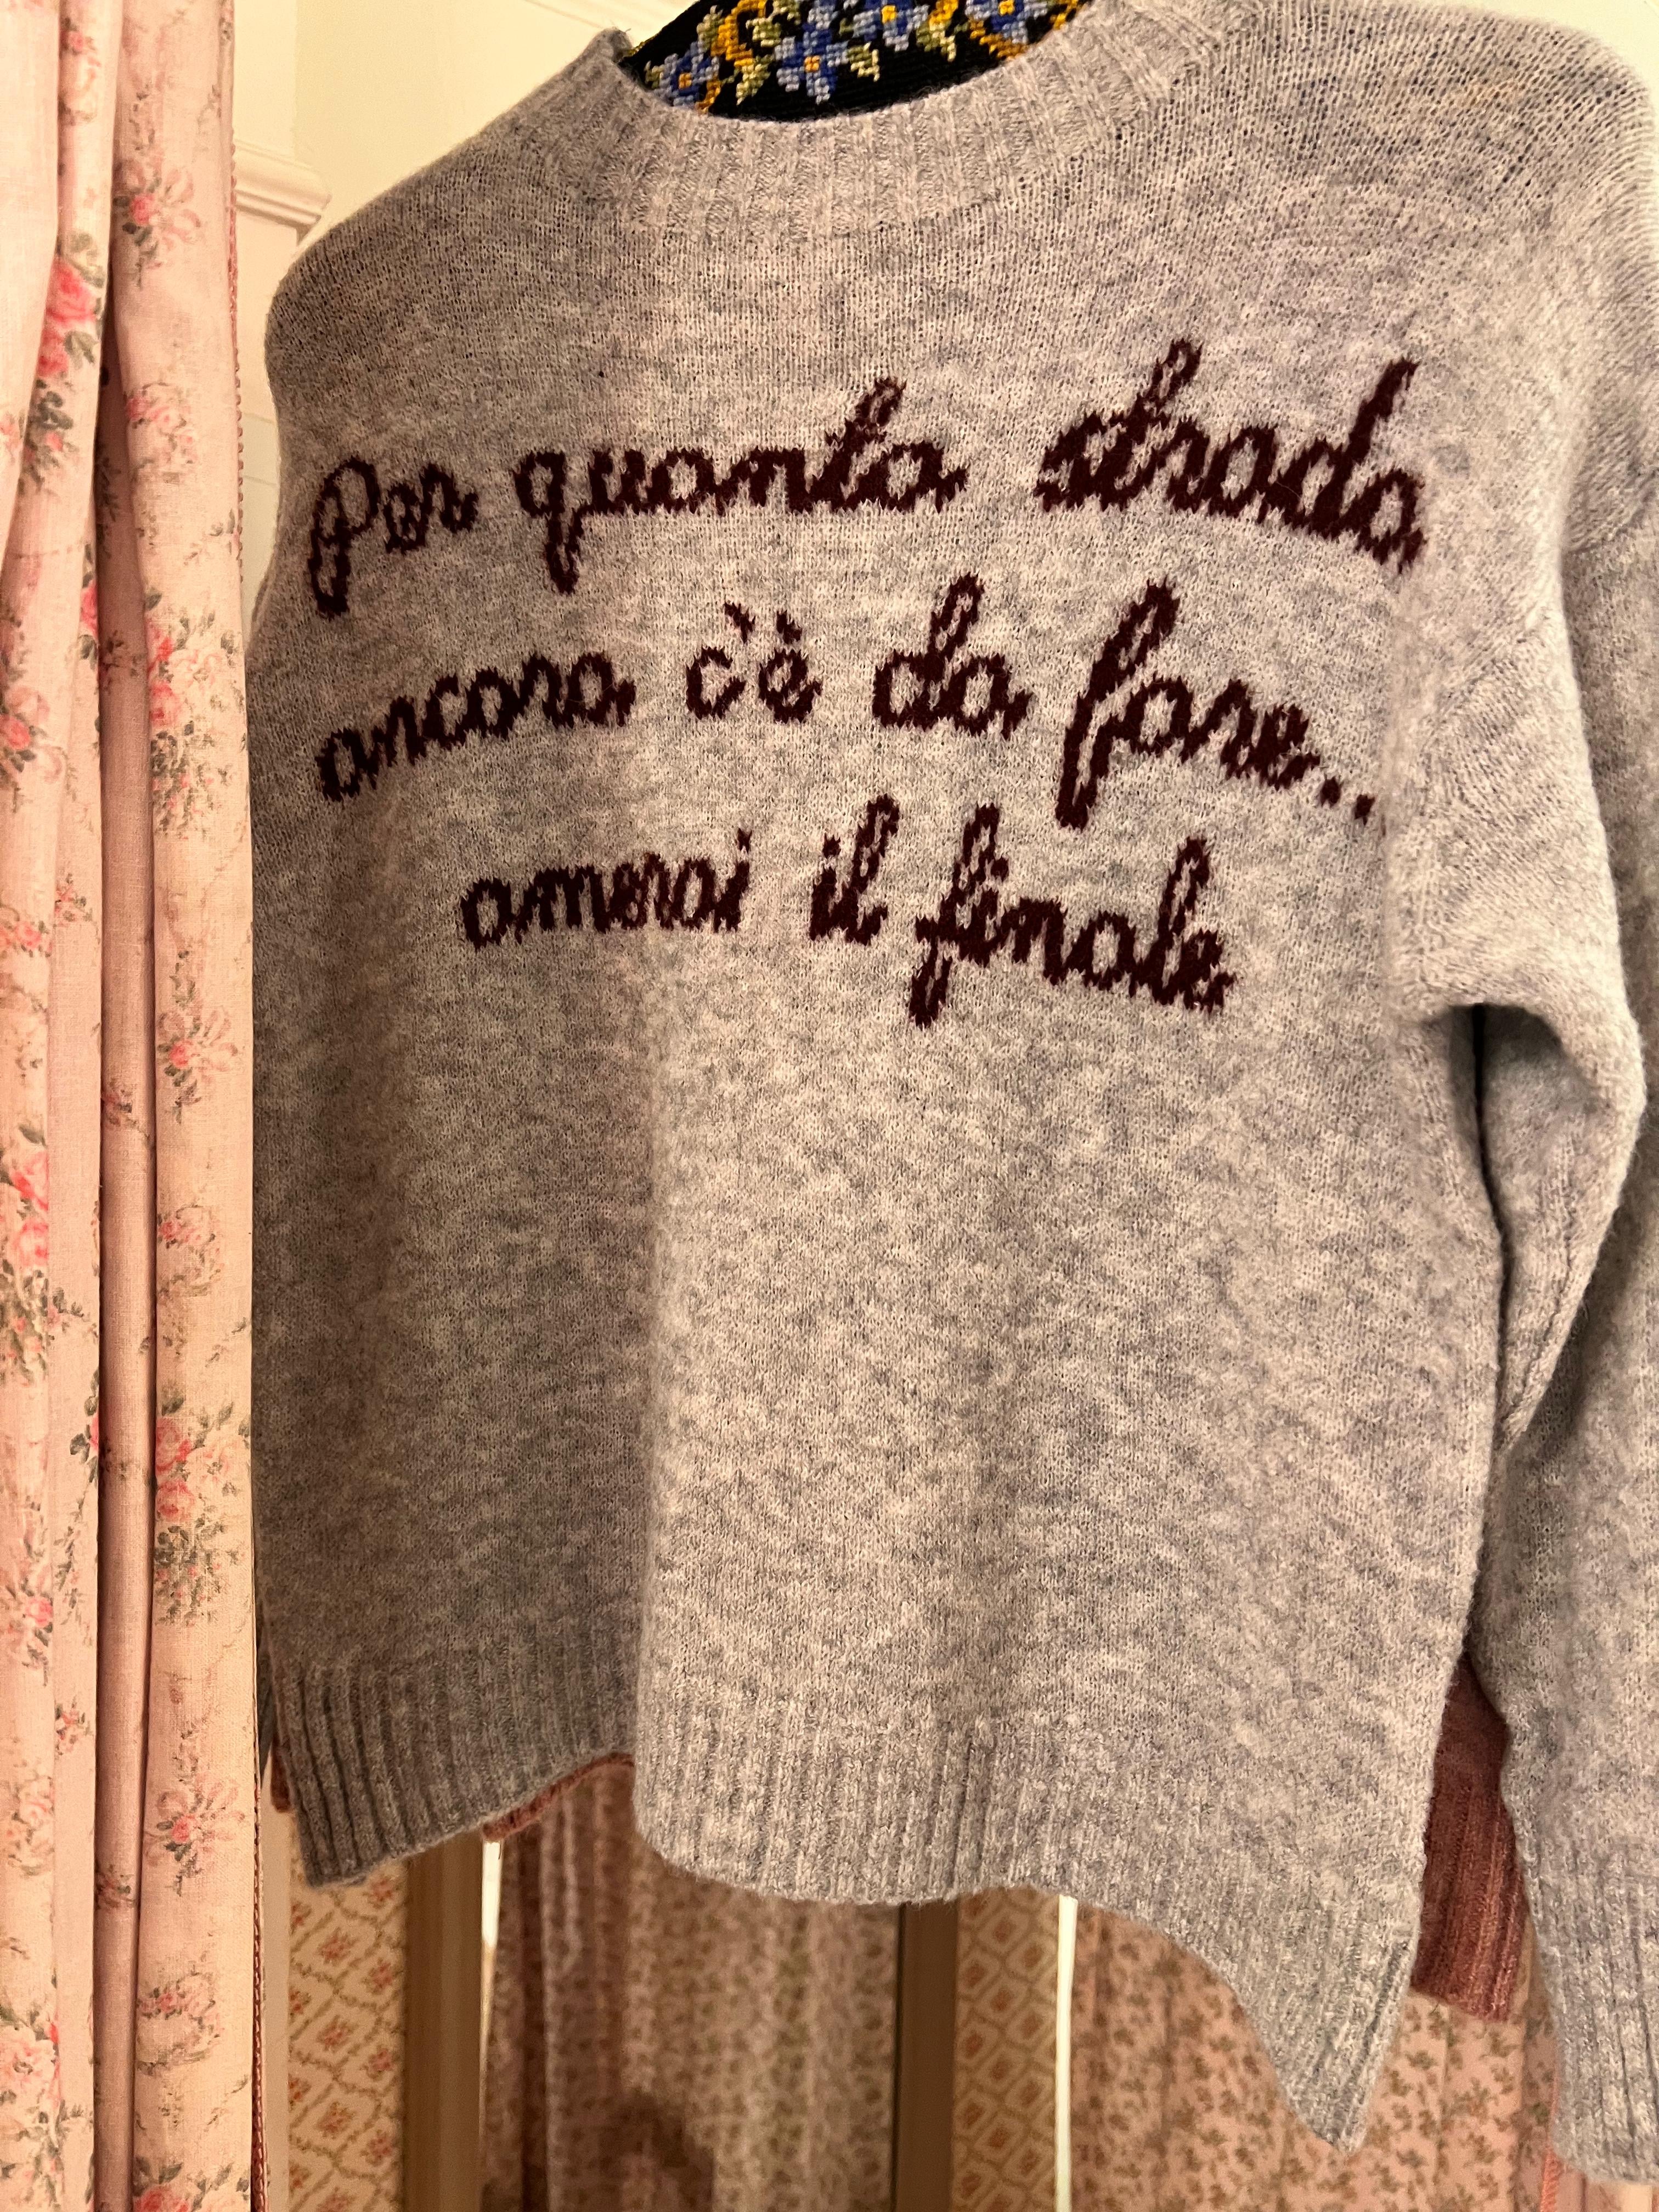 Per quanta strada
ancora c'è da fare..
amerai il finale